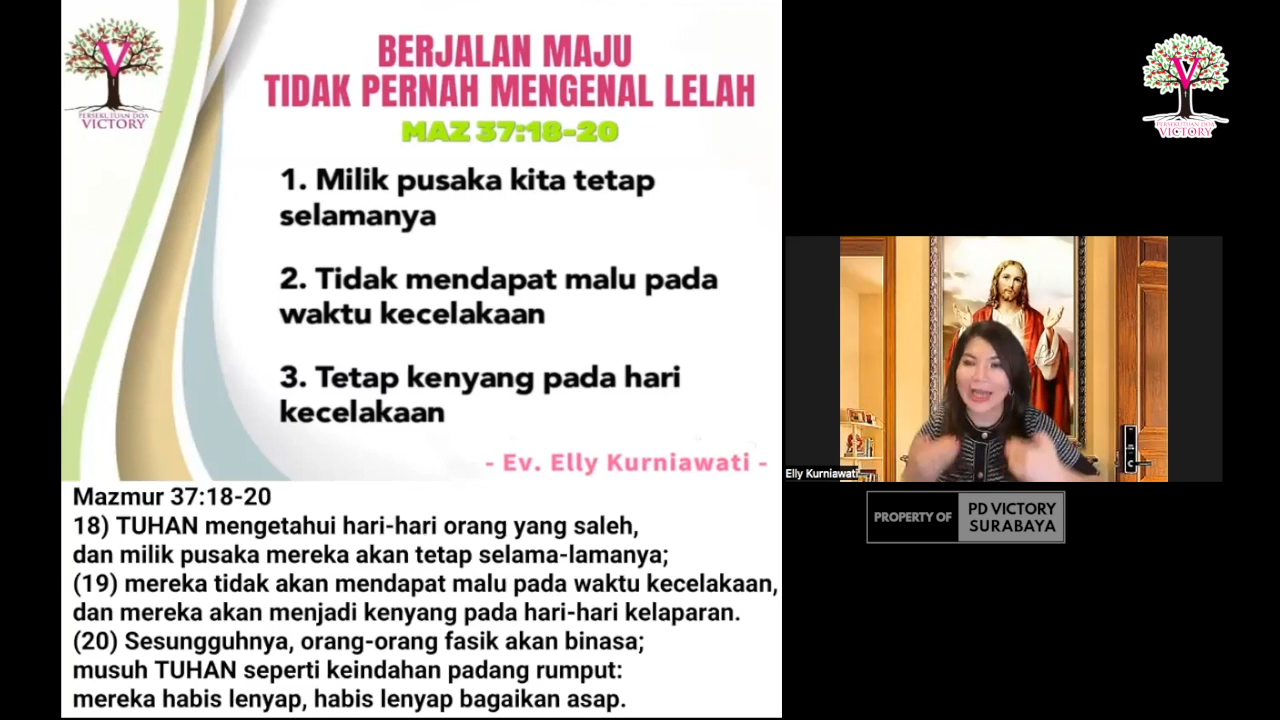 V
PERSEKUTUAN DOA
VICTORY
BERJALAN MAJU
TIDAK PERNAH MENGENAL LELAH
MAZ 37:18-20
1. Milik pusaka kita tetap
selamanya
2. Tidak mendapat malu pada
waktu kecelakaan
3. Tetap kenyang pada hari
kecelakaan
- Ev. Elly Kurniawati -
Mazmur 37:18-20
18) TUHAN mengetahui hari-hari orang yang saleh,
dan milik pusaka mereka akan tetap selama-lamanya;
(19) mereka tidak akan mendapat malu pada waktu kecelakaan,
dan mereka akan menjadi kenyang pada hari-hari kelaparan.
(20) Sesungguhnya, orang-orang fasik akan binasa;
musuh TUHAN seperti keindahan padang rumput:
mereka habis lenyap, habis lenyap bagaikan asap.
V
PERSEKUTUAN DOA
VICTORY
Elly Kurniawati
PROPERTY OF
PD VICTORY
SURABAYA